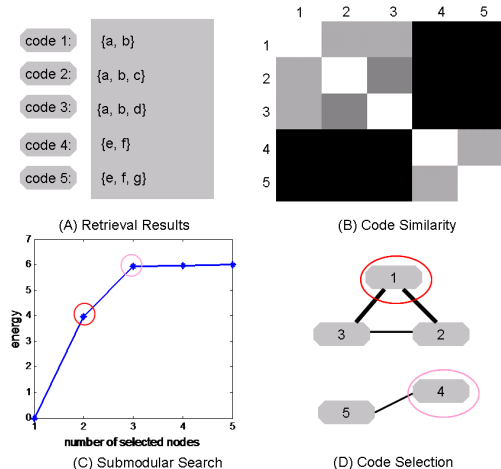 code 1: {a, b}
code 2: {a, b, c}
code 3: {a, b, d}
code 4: {e, f}
code 5: {e, f, g}
(A) Retrieval Results
1 2 3 4 5
1
2
3
4
5
(B) Code Similarity
7
6
5
4
3
2
1
0
energy
1 2 3 4 5
number of selected nodes
(C) Submodular Search
1
3 2
4
5
(D) Code Selection